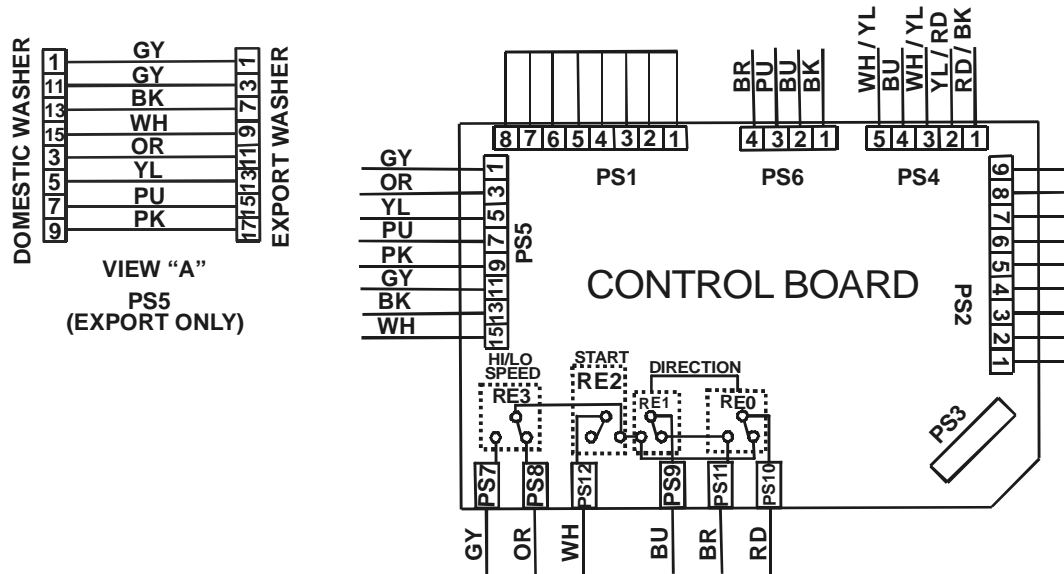 DOMESTIC WASHER
1 GY 1
11 GY 3
13 BK 7
15 WH 9
3 OR 11
5 YL 13
7 PU 15
9 PK 17
EXPORT WASHER
VIEW “A”
PS5
(EXPORT ONLY)
BR PU BU BK
WH / YL BU WH / YL YL / RD RD / BK
8 7 6 5 4 3 2 1
PS1
4 3 2 1
PS6
5 4 3 2 1
PS4
GY 1
OR 3
YL 5
PU 7
PK 9
GY 11
BK 13
WH 15
PS5
CONTROL BOARD
9
8
7
6
5
4
3
2
1
PS2
HI/LO
SPEED
RE3
START
RE2
DIRECTION
RE1
RE0
PS3
PS7 PS8 PS12 PS9 PS11 PS10
GY OR WH BU BR RD